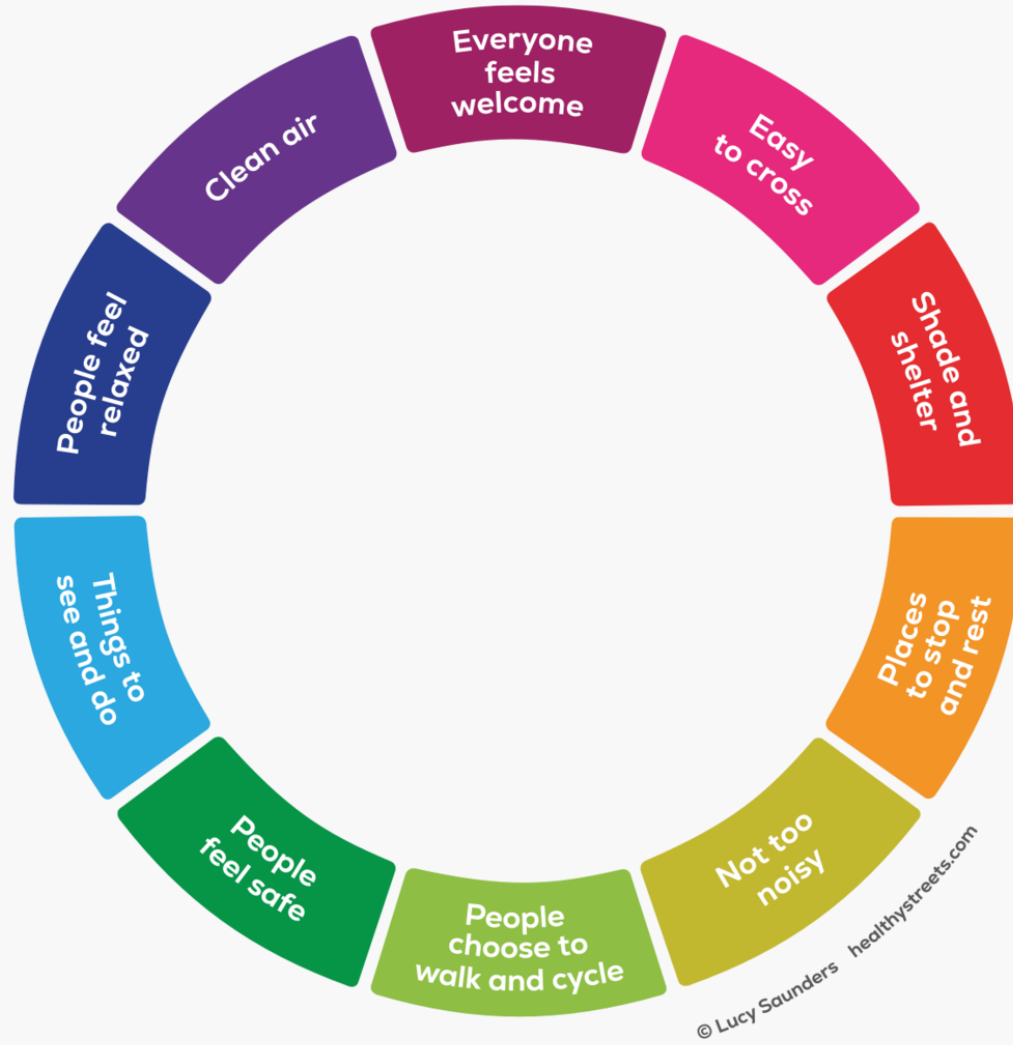 Everyone
feels
welcome
Easy
to cross
Shade and
shelter
Places
to stop
and rest
Not too
noisy
People
choose to
walk and cycle
People
feel safe
Things to
see and do
People feel
relaxed
Clean air
© Lucy Saunders healthystreets.com